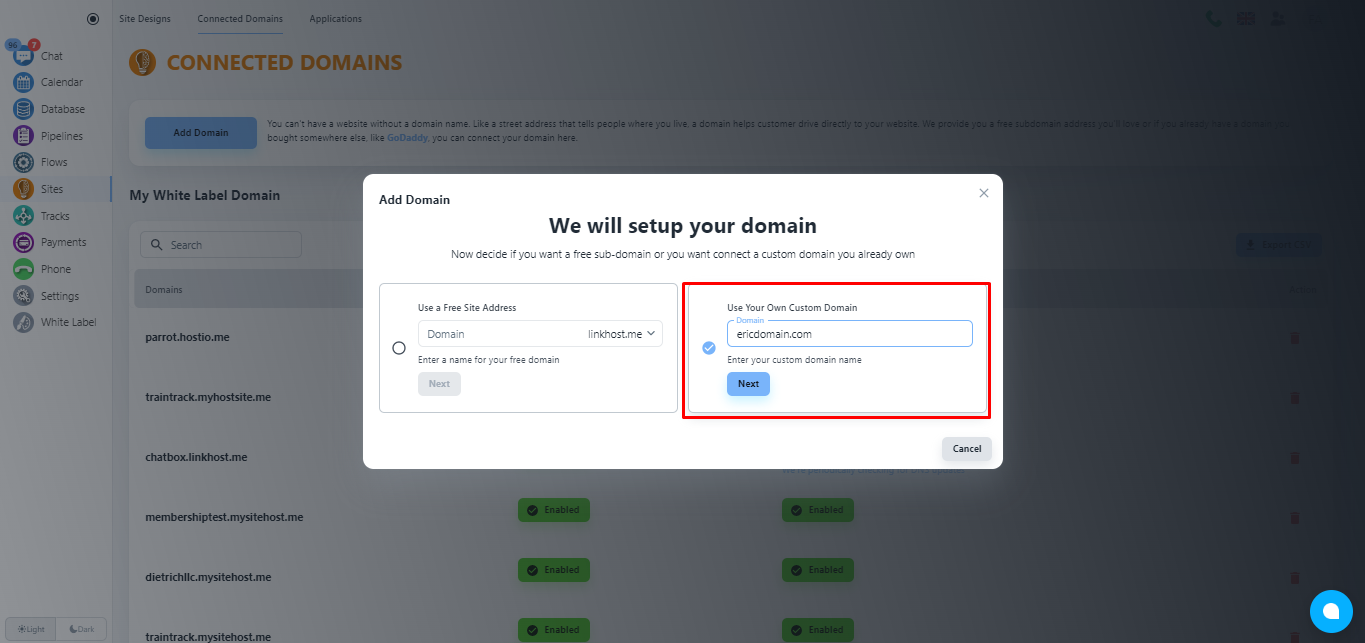 Site Designs
Connected Domains
Applications
96
7
Chat
Calendar
Database
Pipelines
Flows
Sites
Tracks
Payments
Phone
Settings
White Label
Light
Dark
CONNECTED DOMAINS
Add Domain
You can't have a website without a domain name. Like a street address that tells people where you live, a domain helps customer drive directly to your website. We provide you a free subdomain address you'll love or if you already have a domain
bought somewhere else, like GoDaddy, you can connect your domain here.
My White Label Domain
Search
Export CSV
Domains
Action
parrot.hostio.me
traintrack.myhostsite.me
chatbox.linkhost.me
membershiptest.mysitehost.me
Enabled
Enabled
dietrichllc.mysitehost.me
Enabled
Enabled
traintrack.mysitehost.me
Enabled
Enabled
Add Domain
We will setup your domain
Now decide if you want a free sub-domain or you want connect a custom domain you already own
Use a Free Site Address
Domain
linkhost.me
Enter a name for your free domain
Next
Use Your Own Custom Domain
Domain
ericdomain.com
Enter your custom domain name
Next
Cancel